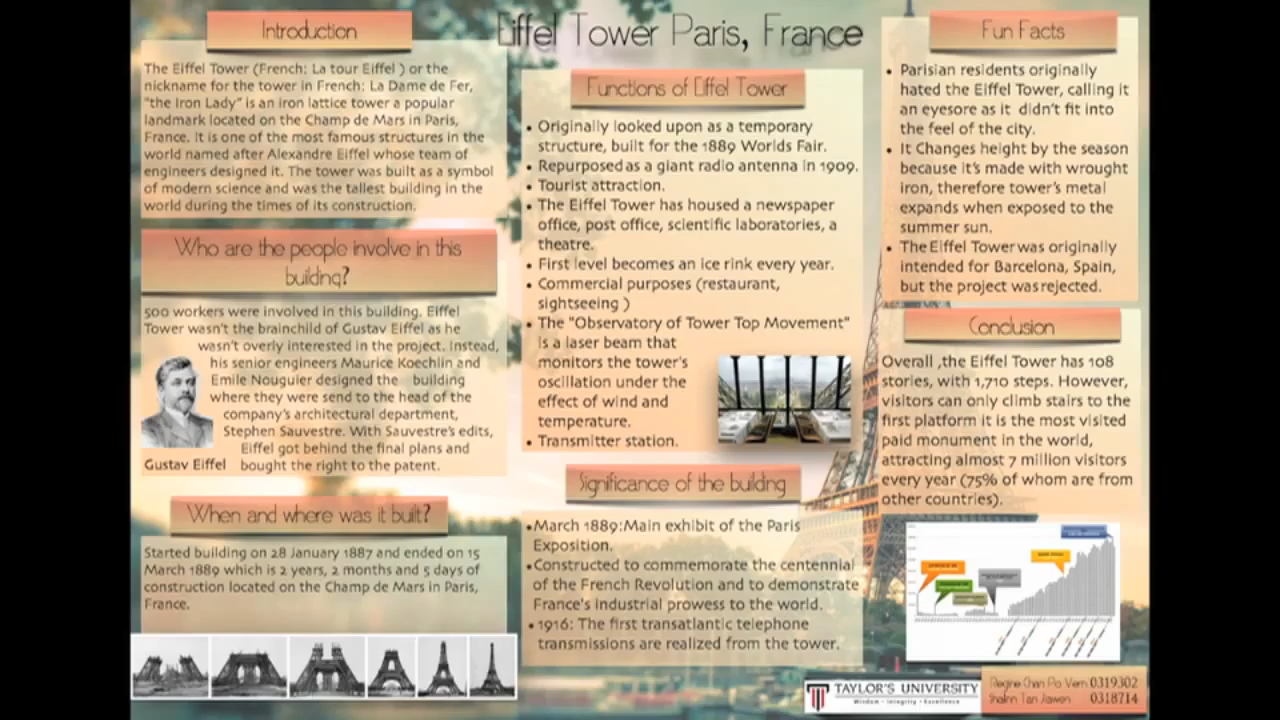 Eiffel Tower Paris, France
Introduction
The Eiffel Tower (French: La tour Eiffel ) or the
nickname for the tower in French: La Dame de Fer,
"the Iron Lady" is an iron lattice tower a popular
landmark located on the Champ de Mars in Paris,
France. It is one of the most famous structures in the
world named after Alexandre Eiffel whose team of
engineers designed it. The tower was built as a symbol
of modern science and was the tallest building in the
world during the times of its construction.
Who are the people involve in this
building?
500 workers were involved in this building. Eiffel
Tower wasn't the brainchild of Gustav Eiffel as he
wasn't overly interested in the project. Instead,
his senior engineers Maurice Koechlin and
Emile Nouguier designed the building
where they were send to the head of the
company's architectural department,
Stephen Sauvestre. With Sauvestre's edits,
Eiffel got behind the final plans and
bought the right to the patent.
Gustav Eiffel
When and where was it built?
Started building on 28 January 1887 and ended on 15
March 1889 which is 2 years, 2 months and 5 days of
construction located on the Champ de Mars in Paris,
France.
Functions of Eiffel Tower
• Originally looked upon as a temporary
structure, built for the 1889 Worlds Fair.
• Repurposed as a giant radio antenna in 1909.
• Tourist attraction.
• The Eiffel Tower has housed a newspaper
office, post office, scientific laboratories, a
theatre.
• First level becomes an ice rink every year.
• Commercial purposes (restaurant,
sightseeing )
• The "Observatory of Tower Top Movement"
is a laser beam that
monitors the tower's
oscillation under the
effect of wind and
temperature.
• Transmitter station.
Significance of the building
•March 1889:Main exhibit of the Paris
Exposition.
•Constructed to commemorate the centennial
of the French Revolution and to demonstrate
France's industrial prowess to the world.
• 1916: The first transatlantic telephone
transmissions are realized from the tower.
Fun Facts
• Parisian residents originally
hated the Eiffel Tower, calling it
an eyesore as it didn't fit into
the feel of the city.
• It Changes height by the season
because it's made with wrought
iron, therefore tower's metal
expands when exposed to the
summer sun.
• The Eiffel Tower was originally
intended for Barcelona, Spain,
but the project was rejected.
Conclusion
Overall ,the Eiffel Tower has 108
stories, with 1,710 steps. However,
visitors can only climb stairs to the
first platform it is the most visited
paid monument in the world,
attracting almost 7 million visitors
every year (75% of whom are from
other countries).
TAYLOR'S UNIVERSITY
Wisdom • Integrity • Excellence
Regine Chan Po Vern 0319302
Shalinn Tan Jiawen 0318714